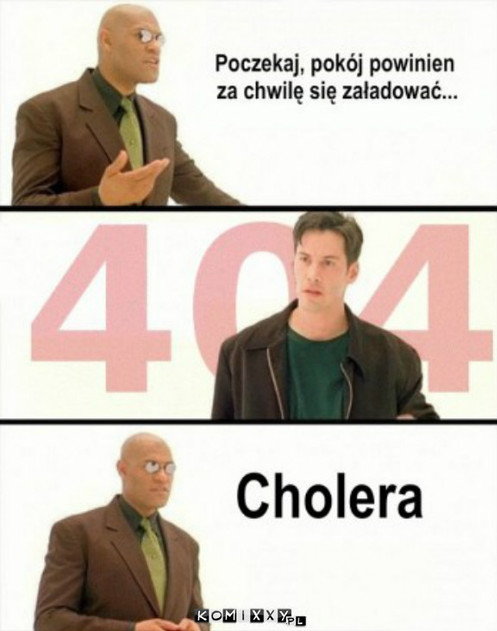 Poczekaj, pokój powinien
za chwilę się załadować...
404
Cholera
KOMIXXY.PL